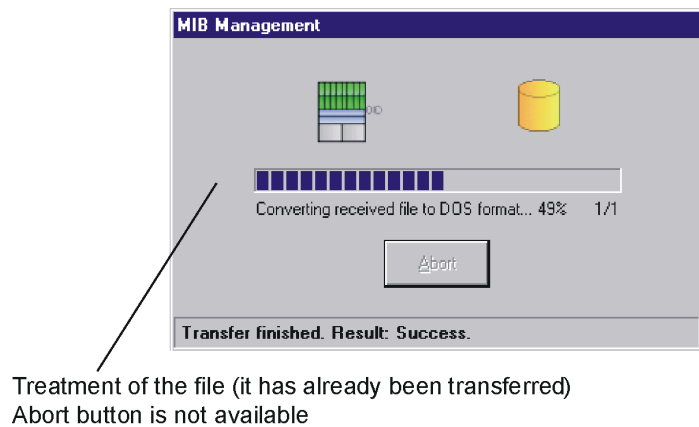 MIB Management
Converting received file to DOS format... 49% 1/1
Abort
Transfer finished. Result: Success.
Treatment of the file (it has already been transferred)
Abort button is not available